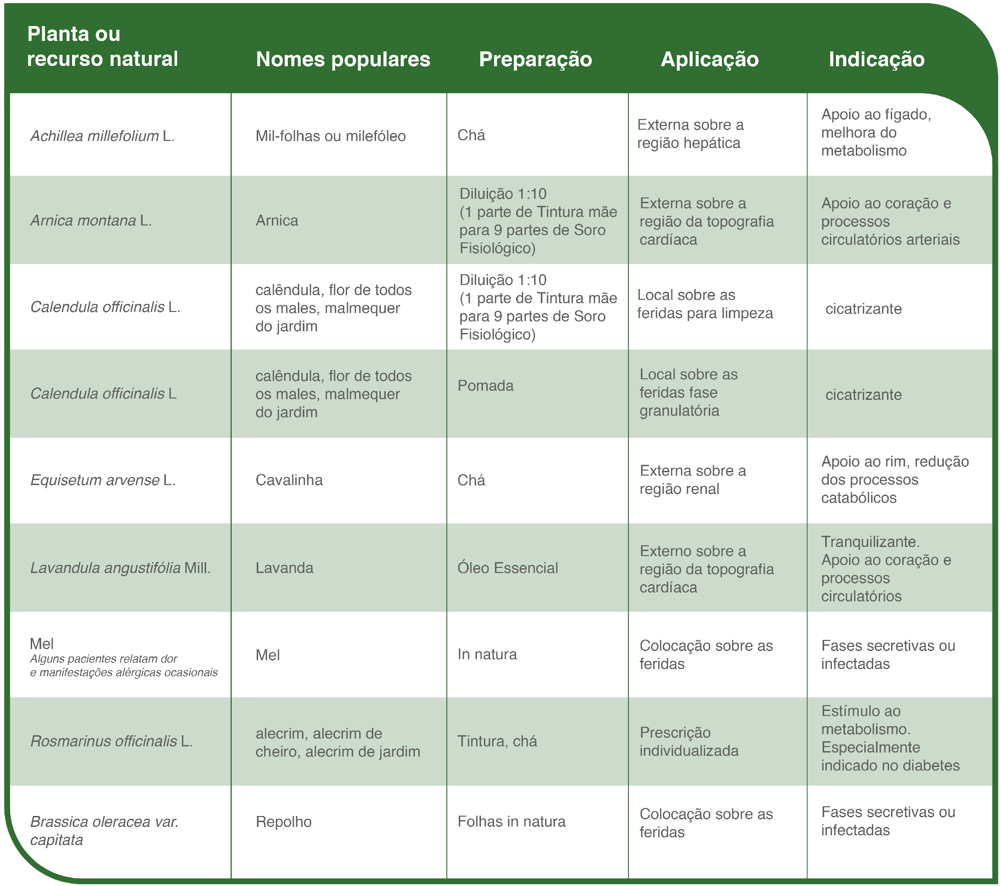 Planta ou
recurso natural
Nomes populares
Preparação
Aplicação
Indicação
Achillea millefolium L.
Mil-folhas ou milefóleo
Chá
Externa sobre a
região hepática
Apoio ao fígado,
melhora do
metabolismo
Arnica montana L.
Arnica
Diluição 1:10
(1 parte de Tintura mãe
para 9 partes de Soro
Fisiológico)
Externa sobre a
região da topografia
cardíaca
Apoio ao coração e
processos
circulatórios arteriais
Calendula officinalis L.
calêndula, flor de todos
os males, malmequer
do jardim
Diluição 1:10
(1 parte de Tintura mãe
para 9 partes de Soro
Fisiológico)
Local sobre as
feridas para limpeza
cicatrizante
Calendula officinalis L
calêndula, flor de todos
os males, malmequer
do jardim
Pomada
Local sobre as
feridas fase
granulatória
cicatrizante
Equisetum arvense L.
Cavalinha
Chá
Externa sobre a
região renal
Apoio ao rim, redução
dos processos
catabólicos
Lavandula angustifólia Mill.
Lavanda
Óleo Essencial
Externo sobre a
região da topografia
cardíaca
Tranquilizante.
Apoio ao coração e
processos
circulatórios
Mel
Alguns pacientes relatam dor
e manifestações alérgicas ocasionais
Mel
In natura
Colocação sobre as
feridas
Fases secretivas ou
infectadas
Rosmarinus officinalis L.
alecrim, alecrim de
cheiro, alecrim de jardim
Tintura, chá
Prescrição
individualizada
Estímulo ao
metabolismo.
Especialmente
indicado no diabetes
Brassica oleracea var.
capitata
Repolho
Folhas in natura
Colocação sobre as
feridas
Fases secretivas ou
infectadas